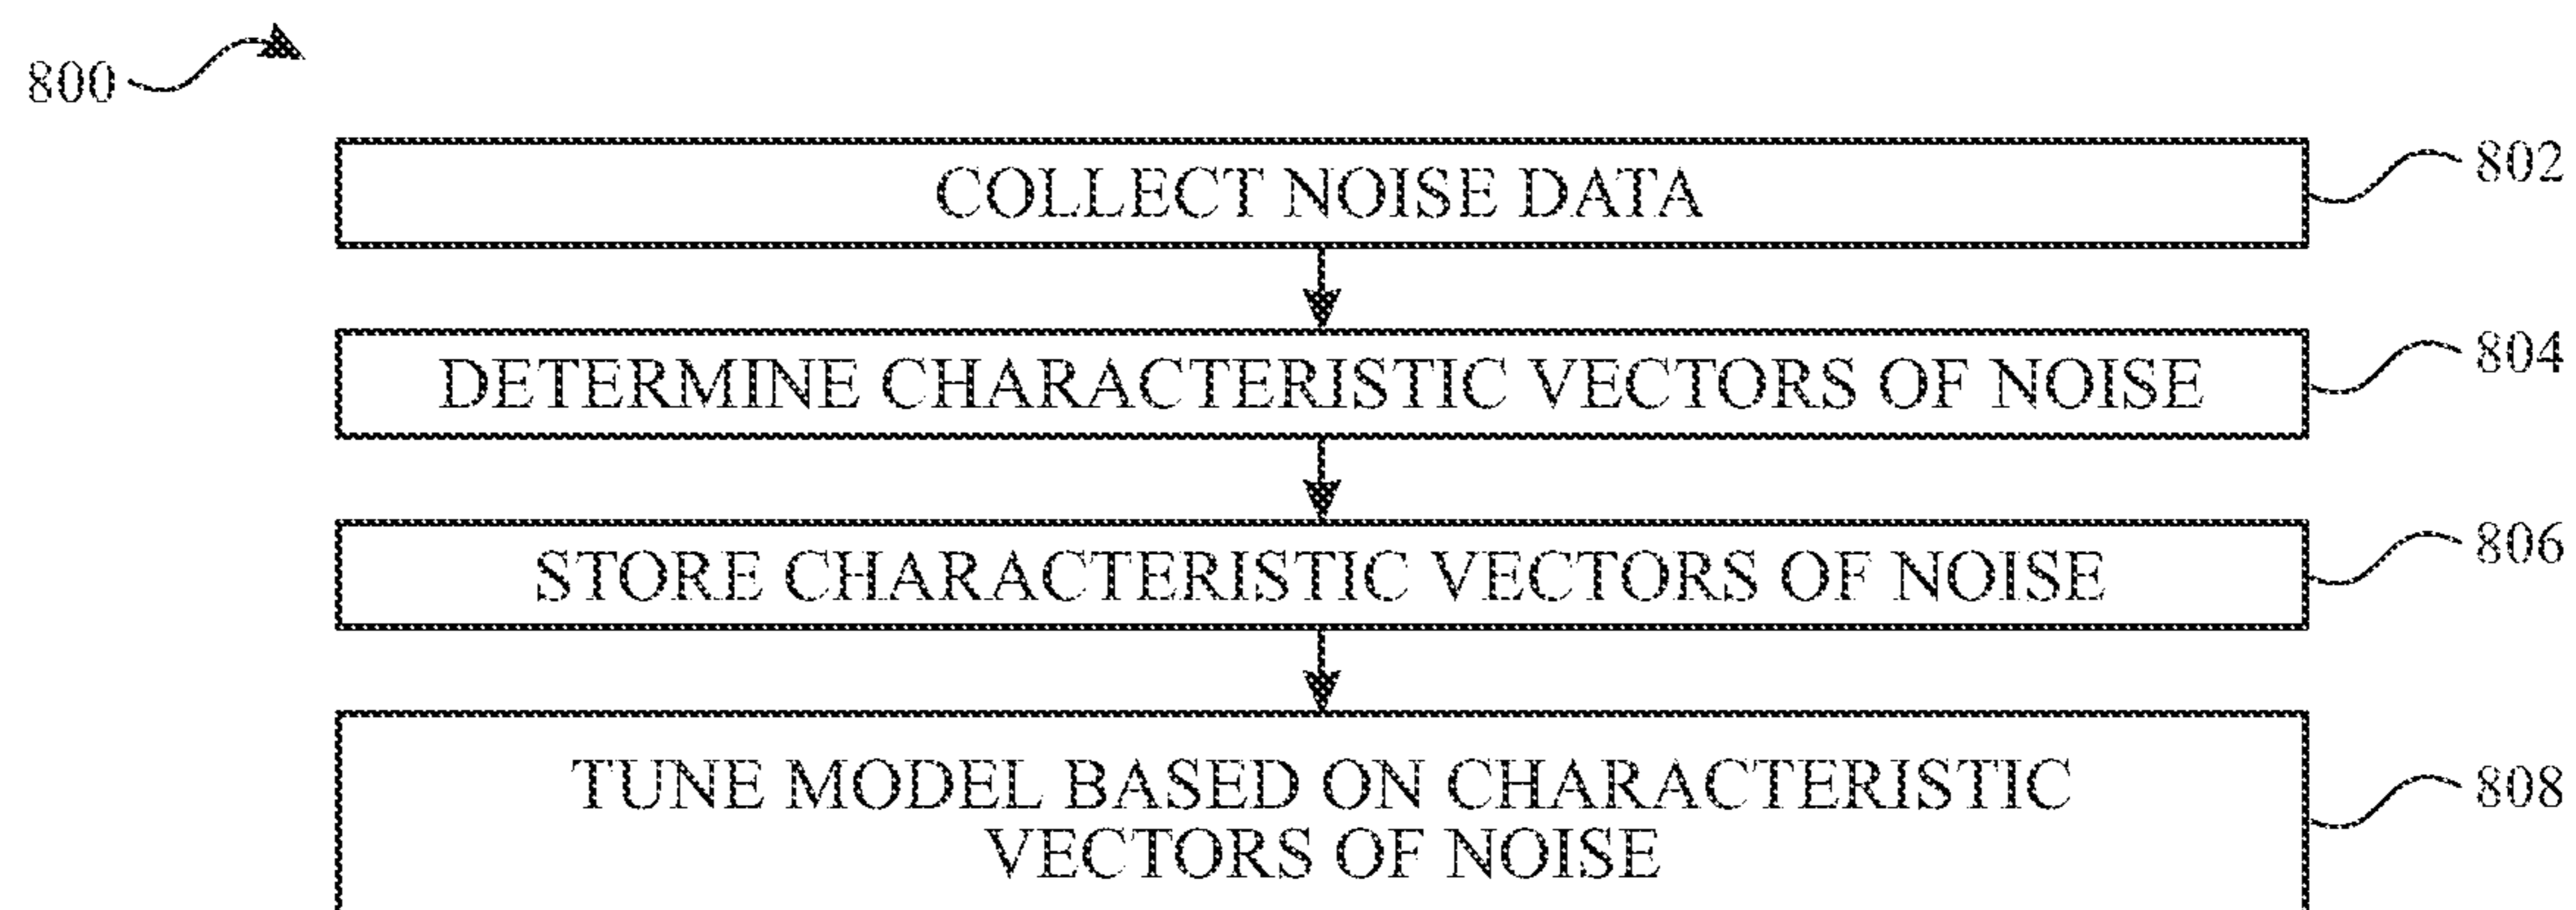 800
COLLECT NOISE DATA
802
DETERMINE CHARACTERISTIC VECTORS OF NOISE
804
STORE CHARACTERISTIC VECTORS OF NOISE
806
TUNE MODEL BASED ON CHARACTERISTIC
VECTORS OF NOISE
808